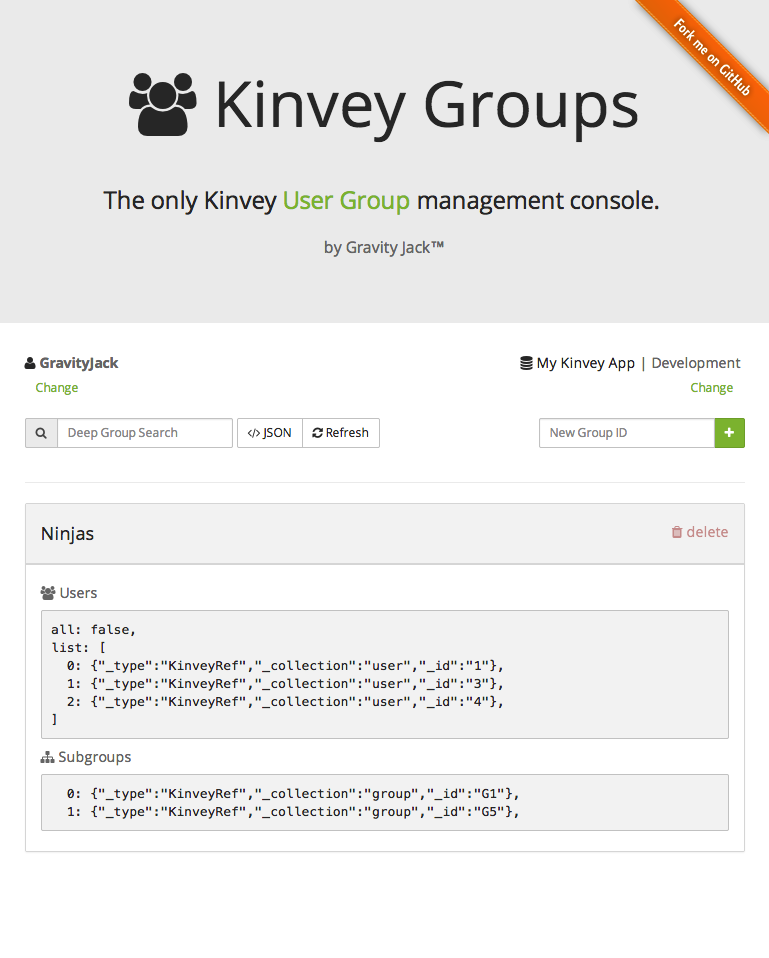 Fork me on GitHub
Kinvey Groups
The only Kinvey User Group management console.
by Gravity Jack™
GravityJack
My Kinvey App | Development
Change
Change
Deep Group Search
</> JSON
Refresh
New Group ID
+
Ninjas
delete
Users
all: false,
list: [
  0: {"_type":"KinveyRef","_collection":"user","_id":"1"},
  1: {"_type":"KinveyRef","_collection":"user","_id":"3"},
  2: {"_type":"KinveyRef","_collection":"user","_id":"4"},
]
Subgroups
  0: {"_type":"KinveyRef","_collection":"group","_id":"G1"},
  1: {"_type":"KinveyRef","_collection":"group","_id":"G5"},